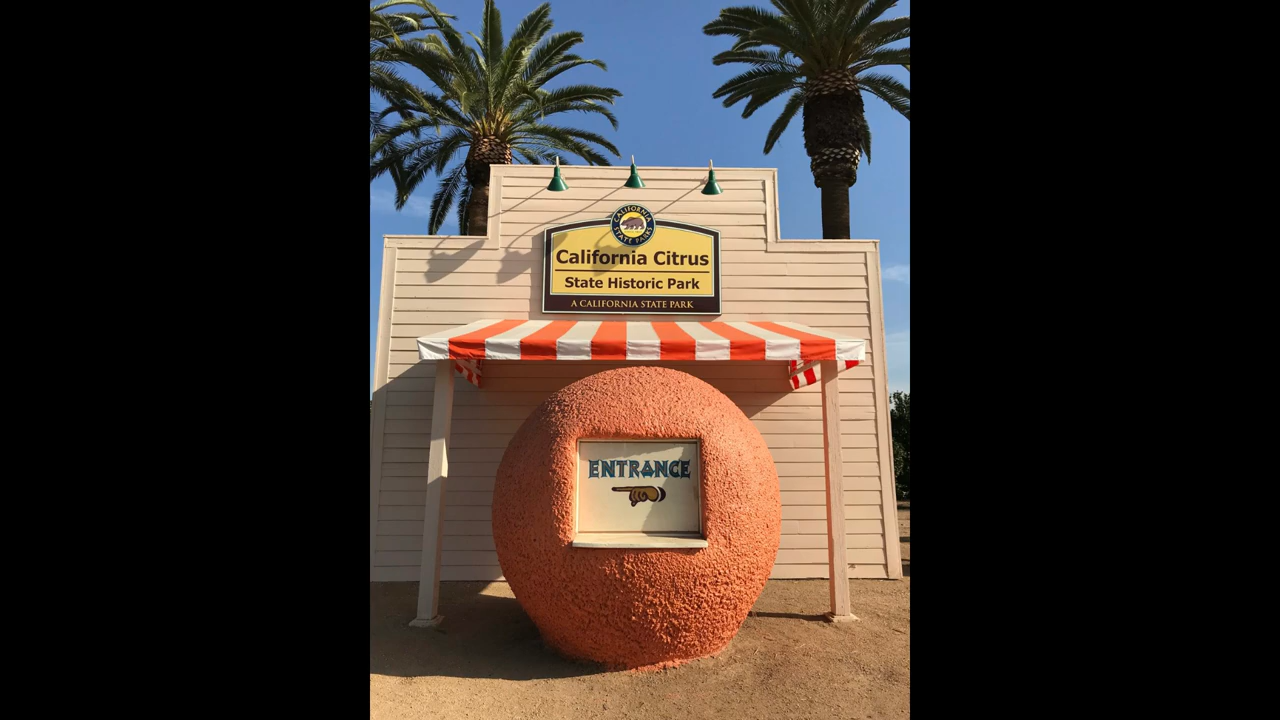 CALIFORNIA
STATE PARKS
California Citrus
State Historic Park
A CALIFORNIA STATE PARK
ENTRANCE